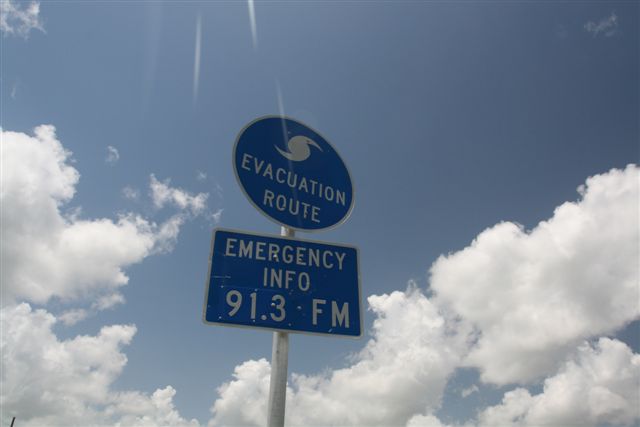 EVACUATION
ROUTE
EMERGENCY
INFO
91.3 FM